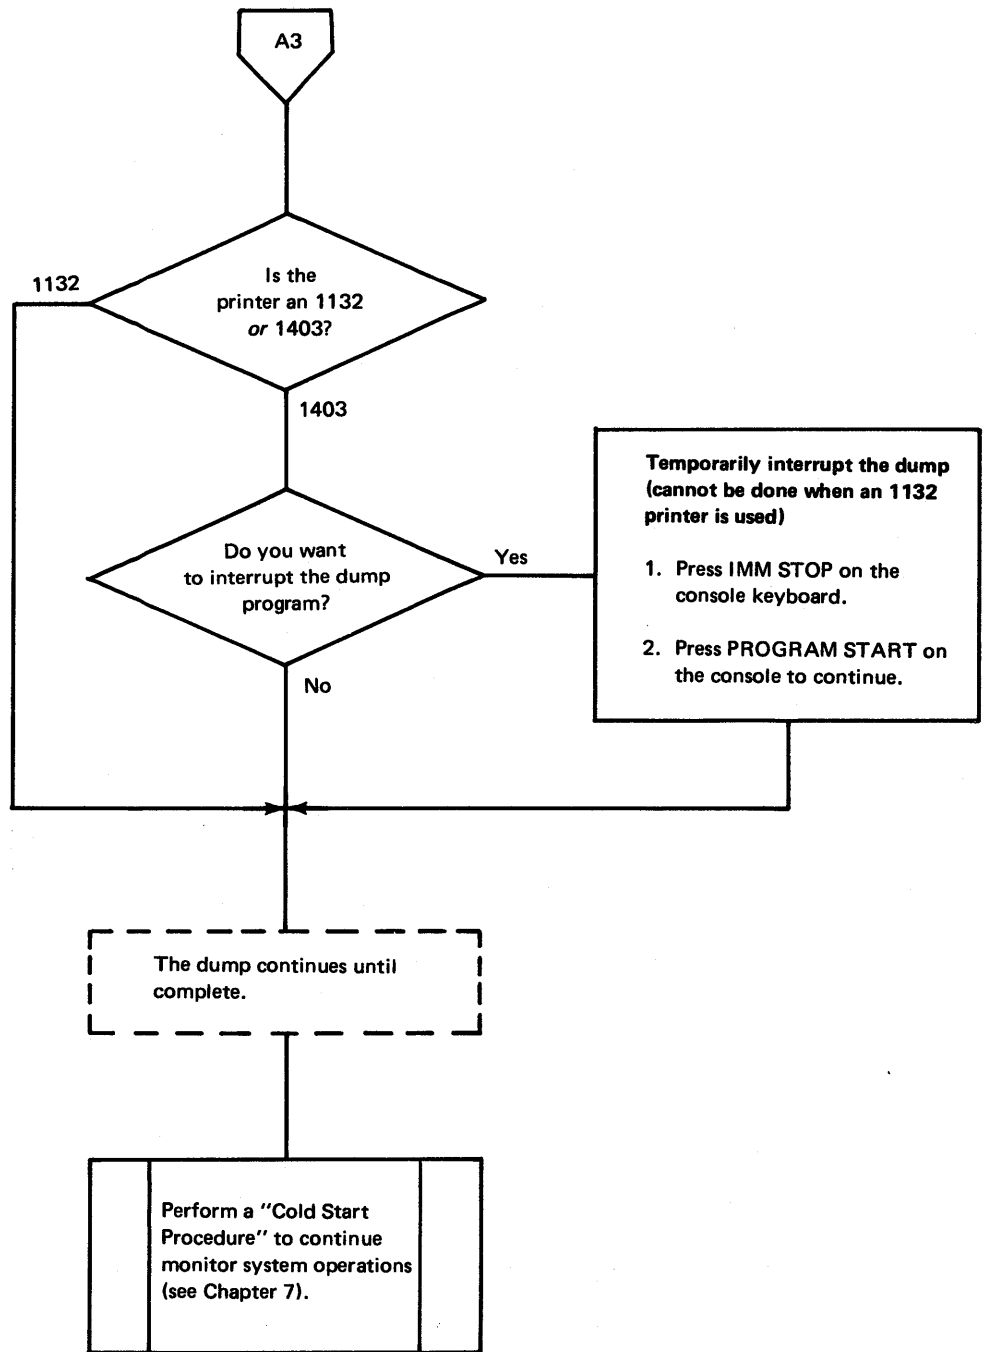 A3
Is the
printer an 1132
or 1403?
1132
1403
Do you want
to interrupt the dump
program?
Yes
No
Temporarily interrupt the dump
(cannot be done when an 1132
printer is used)
1. Press IMM STOP on the
console keyboard.
2. Press PROGRAM START on
the console to continue.
The dump continues until
complete.
Perform a "Cold Start
Procedure" to continue
monitor system operations
(see Chapter 7).